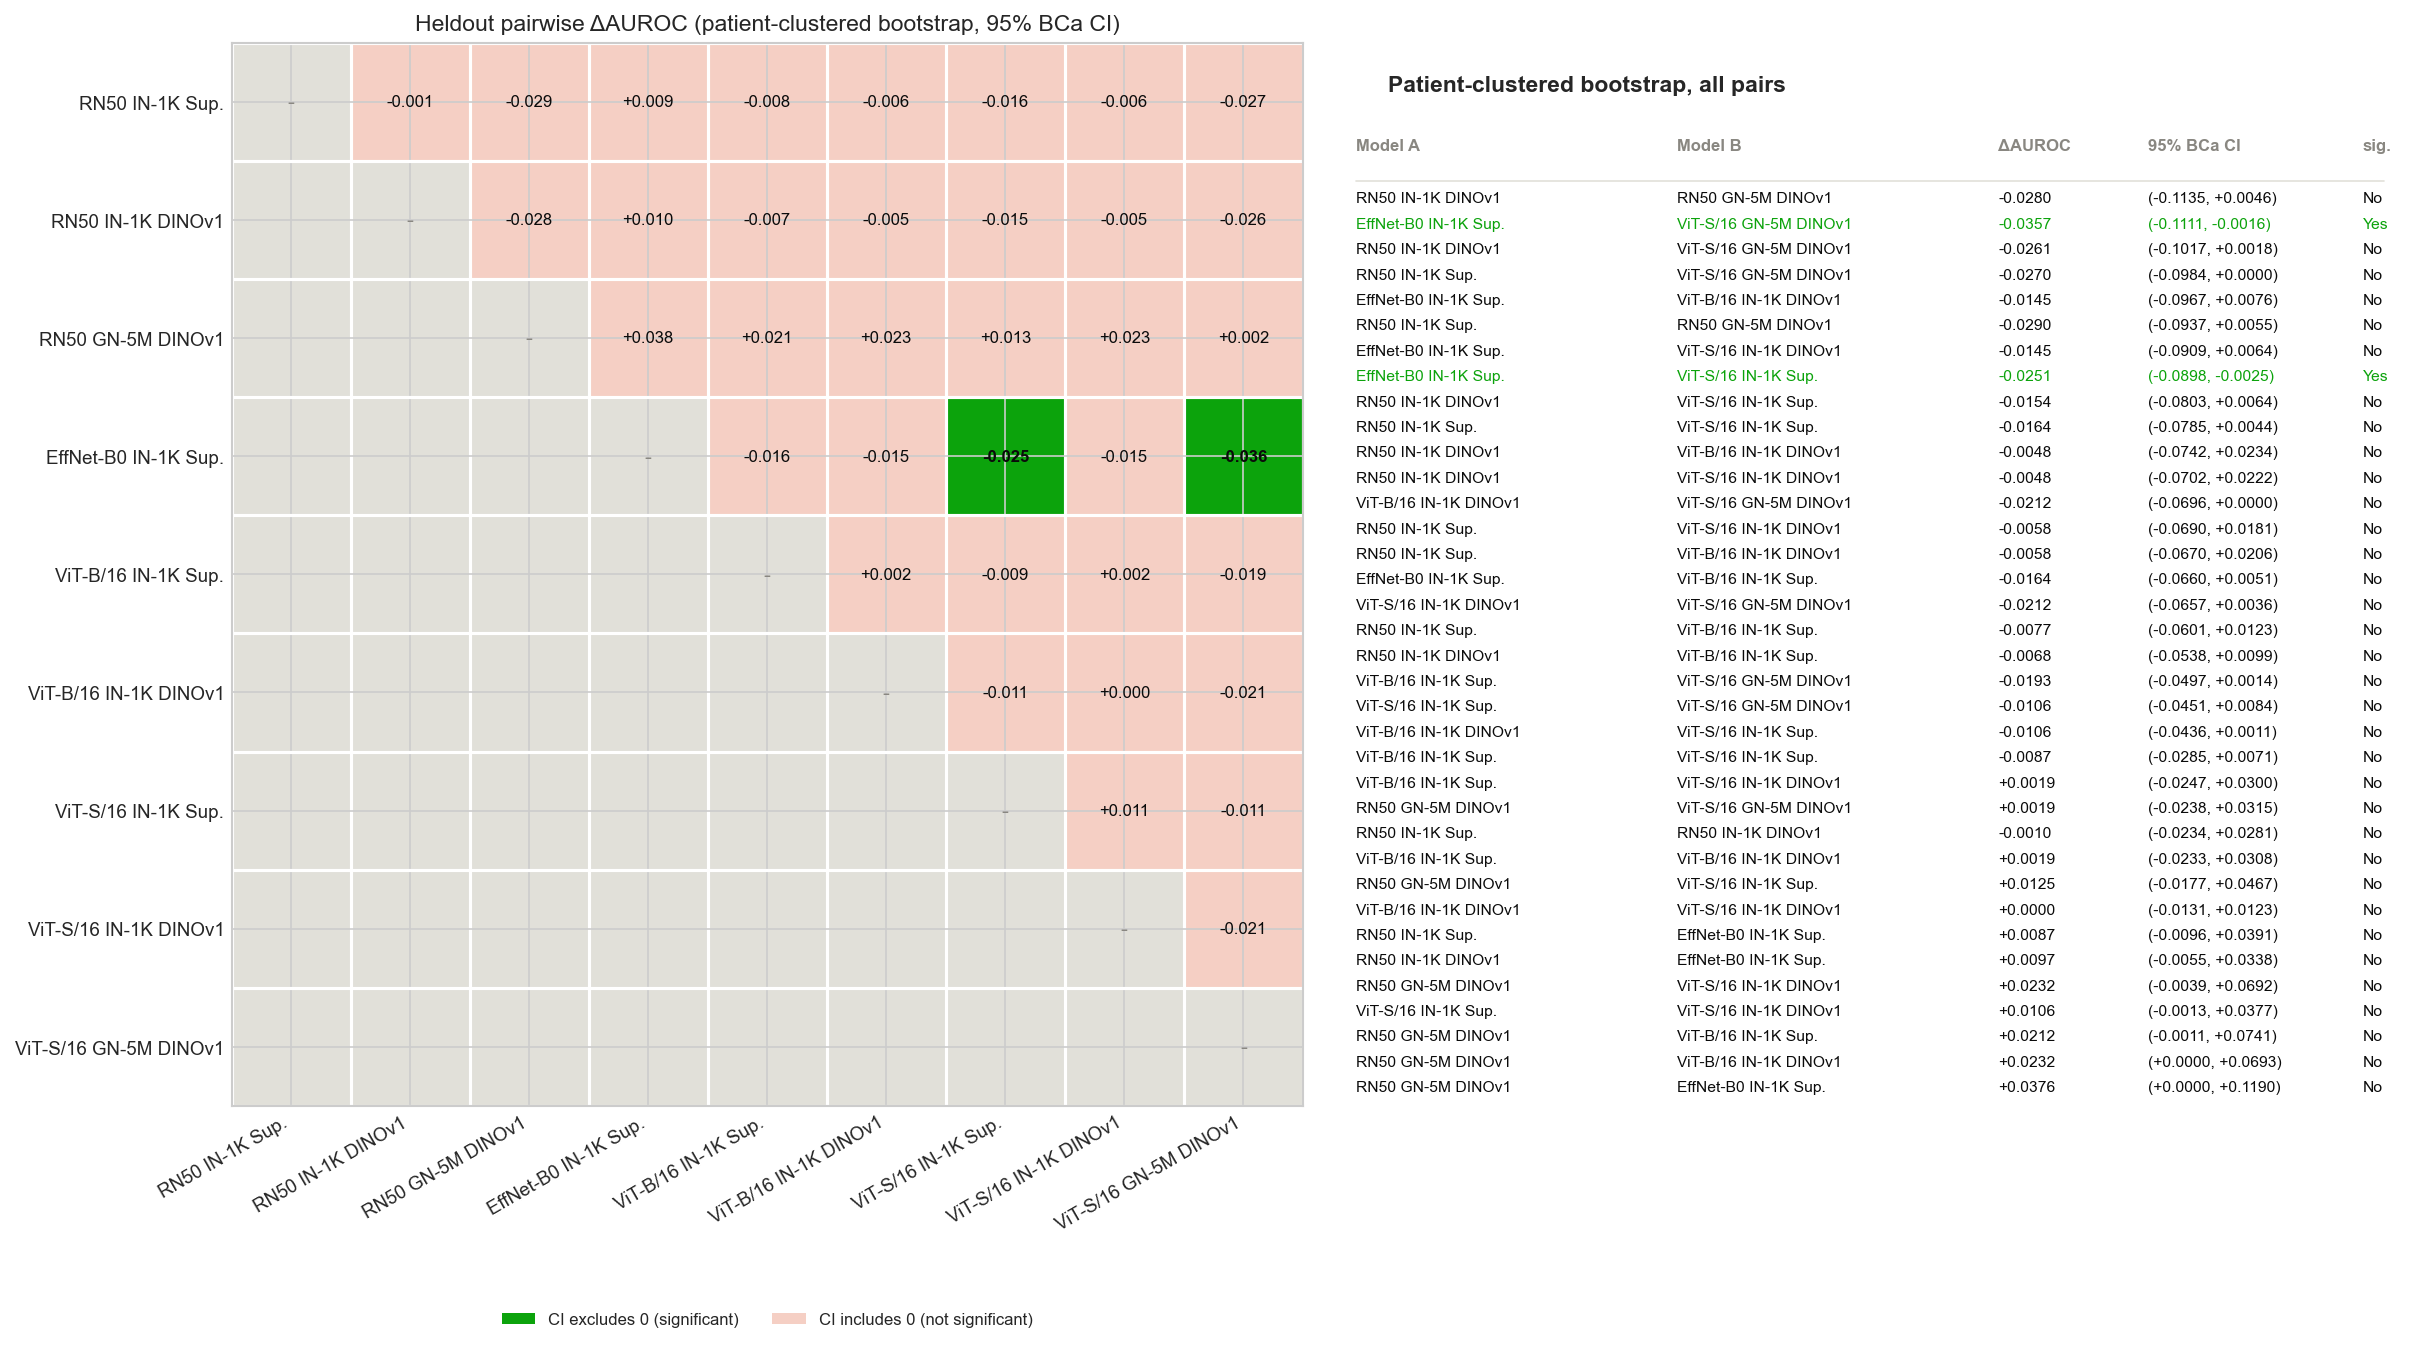 Heldout pairwise ΔAUROC (patient-clustered bootstrap, 95% BCa CI)
RN50 IN-1K Sup. - -0.001 -0.029 +0.009 -0.008 -0.006 -0.016 -0.006 -0.027
RN50 IN-1K DINOv1 - -0.028 +0.010 -0.007 -0.005 -0.015 -0.005 -0.026
RN50 GN-5M DINOv1 - +0.038 +0.021 +0.023 +0.013 +0.023 +0.002
EffNet-B0 IN-1K Sup. - -0.016 -0.015 -0.025 -0.015 -0.036
ViT-B/16 IN-1K Sup. - +0.002 -0.009 +0.002 -0.019
ViT-B/16 IN-1K DINOv1 - -0.011 +0.000 -0.021
ViT-S/16 IN-1K Sup. - +0.011 -0.011
ViT-S/16 IN-1K DINOv1 - -0.021
ViT-S/16 GN-5M DINOv1 -
RN50 IN-1K Sup.
RN50 IN-1K DINOv1
RN50 GN-5M DINOv1
EffNet-B0 IN-1K Sup.
ViT-B/16 IN-1K Sup.
ViT-B/16 IN-1K DINOv1
ViT-S/16 IN-1K Sup.
ViT-S/16 IN-1K DINOv1
ViT-S/16 GN-5M DINOv1
CI excludes 0 (significant)
CI includes 0 (not significant)
Patient-clustered bootstrap, all pairs
Model A Model B ΔAUROC 95% BCa CI sig.
RN50 IN-1K DINOv1 RN50 GN-5M DINOv1 -0.0280 (-0.1135, +0.0046) No
EffNet-B0 IN-1K Sup. ViT-S/16 GN-5M DINOv1 -0.0357 (-0.1111, -0.0016) Yes
RN50 IN-1K DINOv1 ViT-S/16 GN-5M DINOv1 -0.0261 (-0.1017, +0.0018) No
RN50 IN-1K Sup. ViT-S/16 GN-5M DINOv1 -0.0270 (-0.0984, +0.0000) No
EffNet-B0 IN-1K Sup. ViT-B/16 IN-1K DINOv1 -0.0145 (-0.0967, +0.0076) No
RN50 IN-1K Sup. RN50 GN-5M DINOv1 -0.0290 (-0.0937, +0.0055) No
EffNet-B0 IN-1K Sup. ViT-S/16 IN-1K DINOv1 -0.0145 (-0.0909, +0.0064) No
EffNet-B0 IN-1K Sup. ViT-S/16 IN-1K Sup. -0.0251 (-0.0898, -0.0025) Yes
RN50 IN-1K DINOv1 ViT-S/16 IN-1K Sup. -0.0154 (-0.0803, +0.0064) No
RN50 IN-1K Sup. ViT-S/16 IN-1K Sup. -0.0164 (-0.0785, +0.0044) No
RN50 IN-1K DINOv1 ViT-B/16 IN-1K DINOv1 -0.0048 (-0.0742, +0.0234) No
RN50 IN-1K DINOv1 ViT-S/16 IN-1K DINOv1 -0.0048 (-0.0702, +0.0222) No
ViT-B/16 IN-1K DINOv1 ViT-S/16 GN-5M DINOv1 -0.0212 (-0.0696, +0.0000) No
RN50 IN-1K Sup. ViT-S/16 IN-1K DINOv1 -0.0058 (-0.0690, +0.0181) No
RN50 IN-1K Sup. ViT-B/16 IN-1K DINOv1 -0.0058 (-0.0670, +0.0206) No
EffNet-B0 IN-1K Sup. ViT-B/16 IN-1K Sup. -0.0164 (-0.0660, +0.0051) No
ViT-S/16 IN-1K DINOv1 ViT-S/16 GN-5M DINOv1 -0.0212 (-0.0657, +0.0036) No
RN50 IN-1K Sup. ViT-B/16 IN-1K Sup. -0.0077 (-0.0601, +0.0123) No
RN50 IN-1K DINOv1 ViT-B/16 IN-1K Sup. -0.0068 (-0.0538, +0.0099) No
ViT-B/16 IN-1K Sup. ViT-S/16 GN-5M DINOv1 -0.0193 (-0.0497, +0.0014) No
ViT-S/16 IN-1K Sup. ViT-S/16 GN-5M DINOv1 -0.0106 (-0.0451, +0.0084) No
ViT-B/16 IN-1K DINOv1 ViT-S/16 IN-1K Sup. -0.0106 (-0.0436, +0.0011) No
ViT-B/16 IN-1K Sup. ViT-S/16 IN-1K Sup. -0.0087 (-0.0285, +0.0071) No
ViT-B/16 IN-1K Sup. ViT-S/16 IN-1K DINOv1 +0.0019 (-0.0247, +0.0300) No
RN50 GN-5M DINOv1 ViT-S/16 GN-5M DINOv1 +0.0019 (-0.0238, +0.0315) No
RN50 IN-1K Sup. RN50 IN-1K DINOv1 -0.0010 (-0.0234, +0.0281) No
ViT-B/16 IN-1K Sup. ViT-B/16 IN-1K DINOv1 +0.0019 (-0.0233, +0.0308) No
RN50 GN-5M DINOv1 ViT-S/16 IN-1K Sup. +0.0125 (-0.0177, +0.0467) No
ViT-B/16 IN-1K DINOv1 ViT-S/16 IN-1K DINOv1 +0.0000 (-0.0131, +0.0123) No
RN50 IN-1K Sup. EffNet-B0 IN-1K Sup. +0.0087 (-0.0096, +0.0391) No
RN50 IN-1K DINOv1 EffNet-B0 IN-1K Sup. +0.0097 (-0.0055, +0.0338) No
RN50 GN-5M DINOv1 ViT-S/16 IN-1K DINOv1 +0.0232 (-0.0039, +0.0692) No
ViT-S/16 IN-1K Sup. ViT-S/16 IN-1K DINOv1 +0.0106 (-0.0013, +0.0377) No
RN50 GN-5M DINOv1 ViT-B/16 IN-1K Sup. +0.0212 (-0.0011, +0.0741) No
RN50 GN-5M DINOv1 ViT-B/16 IN-1K DINOv1 +0.0232 (+0.0000, +0.0693) No
RN50 GN-5M DINOv1 EffNet-B0 IN-1K Sup. +0.0376 (+0.0000, +0.1190) No